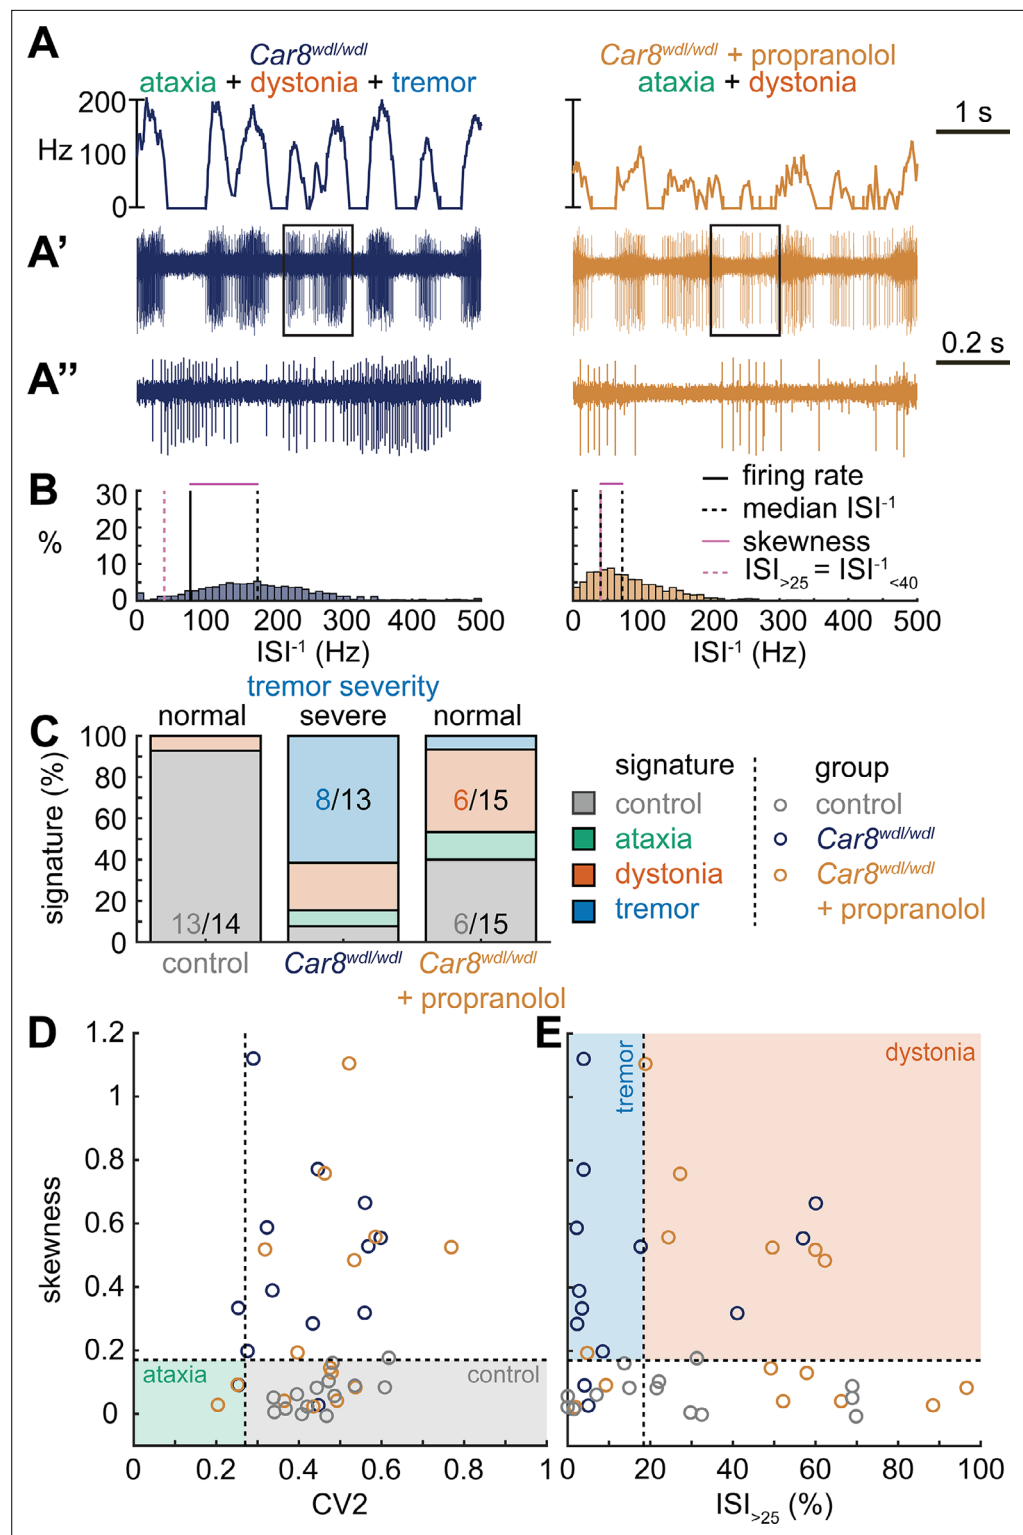 A
Car8wdl/wdl
ataxia + dystonia + tremor
Car8wdl/wdl + propranolol
ataxia + dystonia
200
Hz 100
0
1 s
A’
A’’
0.2 s
B
30
% 20
10
0
0 100 200 300 400 500
ISI-1 (Hz)
0 100 200 300 400 500
ISI-1 (Hz)
firing rate
median ISI-1
skewness
ISI>25 = ISI-1<40
tremor severity
normal severe normal
C
signature (%)
100
80
60
40
20
0
13/14
8/13
6/15
6/15
control
Car8wdl/wdl
Car8wdl/wdl
+ propranolol
signature
control
ataxia
dystonia
tremor
group
control
Car8wdl/wdl
Car8wdl/wdl
+ propranolol
D
skewness
1.2
1
0.8
0.6
0.4
0.2
0
ataxia
control
0 0.2 0.4 0.6 0.8 1
CV2
E
tremor
dystonia
0 20 40 60 80 100
ISI>25 (%)